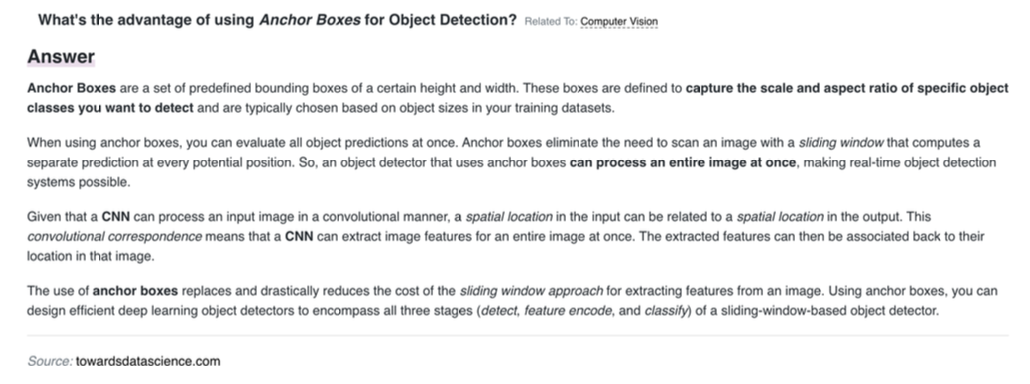 What's the advantage of using Anchor Boxes for Object Detection? Related To: Computer Vision
Answer
Anchor Boxes are a set of predefined bounding boxes of a certain height and width. These boxes are defined to capture the scale and aspect ratio of specific object
classes you want to detect and are typically chosen based on object sizes in your training datasets.
When using anchor boxes, you can evaluate all object predictions at once. Anchor boxes eliminate the need to scan an image with a sliding window that computes a
separate prediction at every potential position. So, an object detector that uses anchor boxes can process an entire image at once, making real-time object detection
systems possible.
Given that a CNN can process an input image in a convolutional manner, a spatial location in the input can be related to a spatial location in the output. This
convolutional correspondence means that a CNN can extract image features for an entire image at once. The extracted features can then be associated back to their
location in that image.
The use of anchor boxes replaces and drastically reduces the cost of the sliding window approach for extracting features from an image. Using anchor boxes, you can
design efficient deep learning object detectors to encompass all three stages (detect, feature encode, and classify) of a sliding-window-based object detector.
Source: towardsdatascience.com